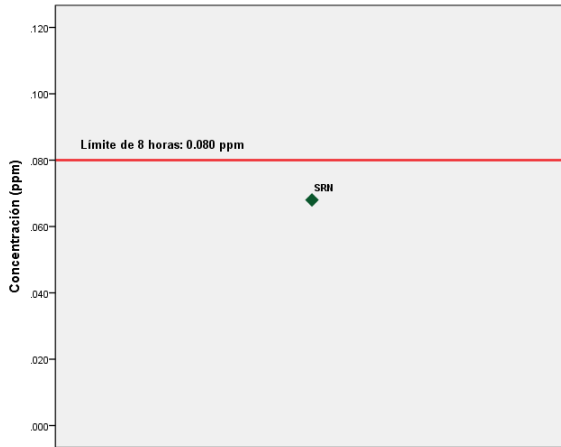 .120
.100
Límite de 8 horas: 0.080 ppm
.080
SRN
.060
.040
.020
.000
Concentración (ppm)